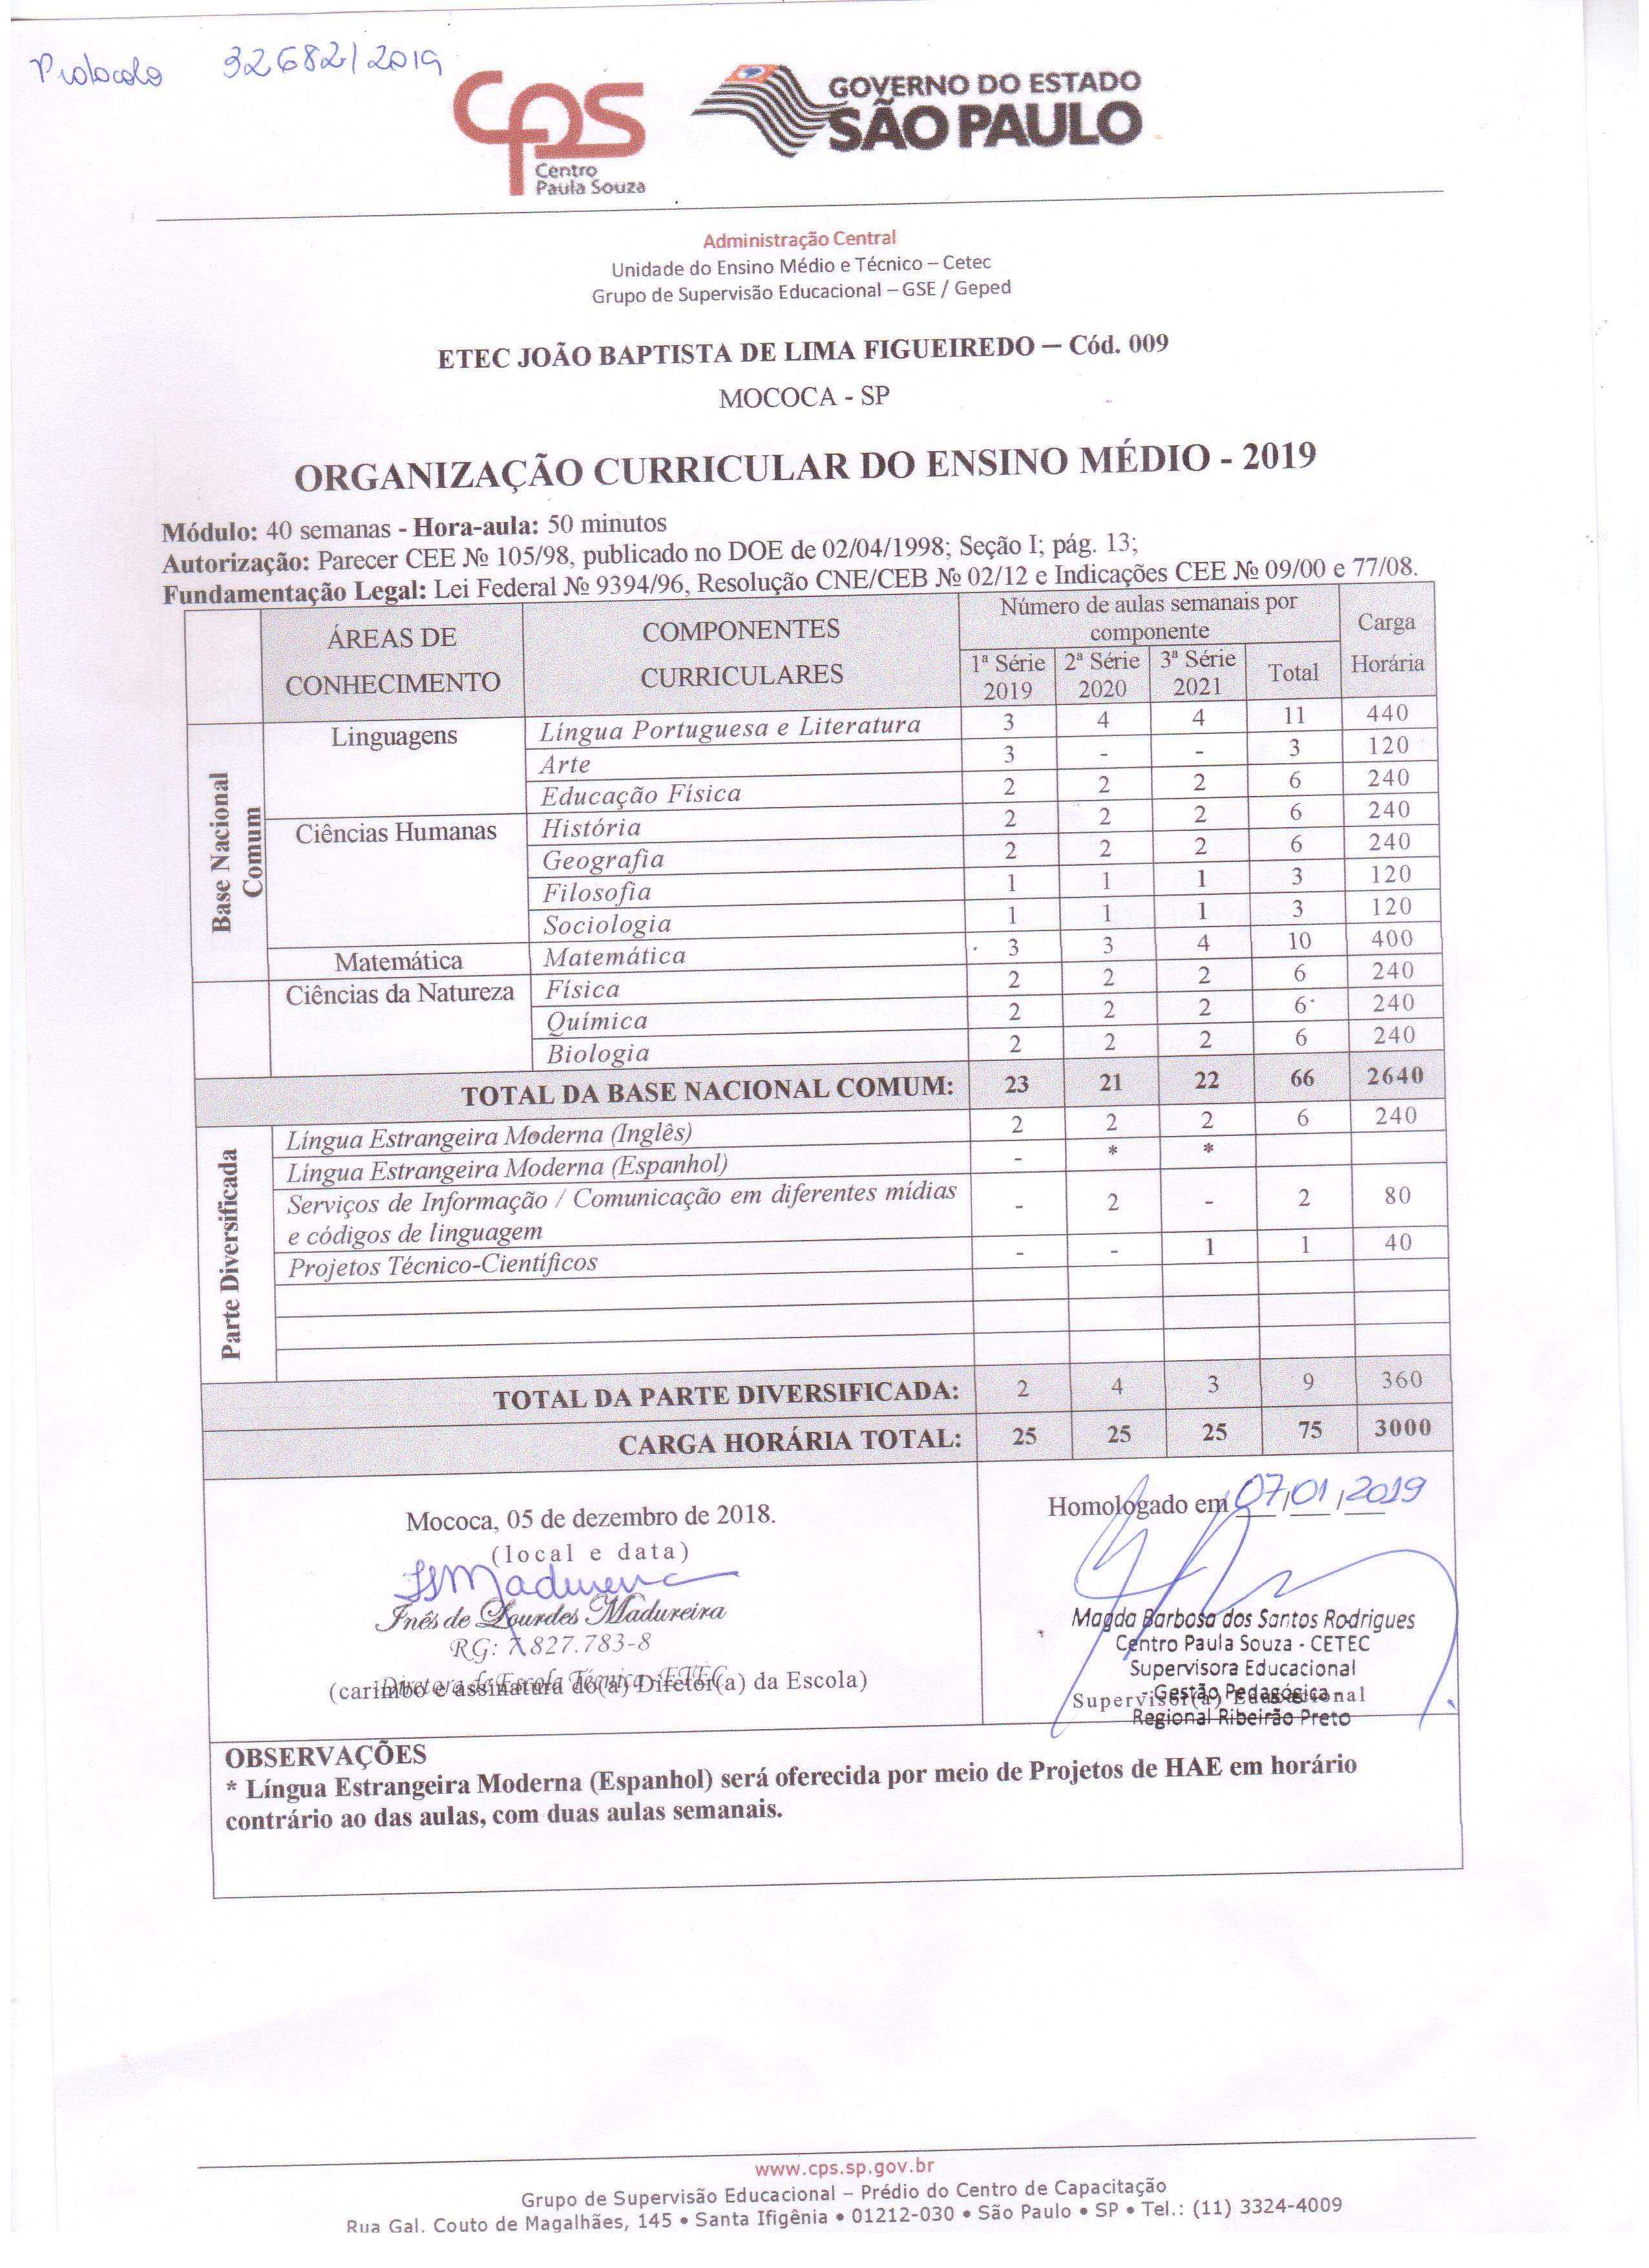 Protocolo 32682/2019
CPS
Centro
Paula Souza
GOVERNO DO ESTADO
SÃO PAULO
Administração Central
Unidade do Ensino Médio e Técnico – Cetec
Grupo de Supervisão Educacional – GSE / Geped
ETEC JOÃO BAPTISTA DE LIMA FIGUEIREDO — Cód. 009
MOCOCA - SP
ORGANIZAÇÃO CURRICULAR DO ENSINO MÉDIO - 2019
Módulo: 40 semanas - Hora-aula: 50 minutos
Autorização: Parecer CEE № 105/98, publicado no DOE de 02/04/1998; Seção I; pág. 13;
Fundamentação Legal: Lei Federal № 9394/96, Resolução CNE/CEB № 02/12 e Indicações CEE № 09/00 e 77/08.
ÁREAS DE CONHECIMENTO
COMPONENTES CURRICULARES
Número de aulas semanais por componente
Carga Horária
1ª Série 2019
2ª Série 2020
3ª Série 2021
Total
Base Nacional Comum
Linguagens
Língua Portuguesa e Literatura 3 4 4 11 440
Arte 3 - - 3 120
Educação Física 2 2 2 6 240
Ciências Humanas
História 2 2 2 6 240
Geografia 2 2 2 6 240
Filosofia 1 1 1 3 120
Sociologia 1 1 1 3 120
Matemática
Matemática 3 3 4 10 400
Ciências da Natureza
Física 2 2 2 6 240
Química 2 2 2 6 240
Biologia 2 2 2 6 240
TOTAL DA BASE NACIONAL COMUM: 23 21 22 66 2640
Parte Diversificada
Língua Estrangeira Moderna (Inglês) 2 2 2 6 240
Língua Estrangeira Moderna (Espanhol) - * *
Serviços de Informação / Comunicação em diferentes mídias
e códigos de linguagem - 2 - 2 80
Projetos Técnico-Científicos - - 1 1 40
TOTAL DA PARTE DIVERSIFICADA: 2 4 3 9 360
CARGA HORÁRIA TOTAL: 25 25 25 75 3000
Mococa, 05 de dezembro de 2018.
(local e data)
Madureira
Inês de Lourdes Madureira
RG: 7.827.783-8
Diretora de Escola Técnica - ETEC
(carimbo e assinatura do(a) Diretor(a) da Escola)
Homologado em 07/01/2019
Magda Barbosa dos Santos Rodrigues
Centro Paula Souza - CETEC
Supervisora Educacional
- Gestão Pedagógica -
Supervisor(a) Educacional
Regional Ribeirão Preto
OBSERVAÇÕES
* Língua Estrangeira Moderna (Espanhol) será oferecida por meio de Projetos de HAE em horário
contrário ao das aulas, com duas aulas semanais.
www.cps.sp.gov.br
Grupo de Supervisão Educacional – Prédio do Centro de Capacitação
Rua Gal. Couto de Magalhães, 145 • Santa Ifigênia • 01212-030 • São Paulo • SP • Tel.: (11) 3324-4009